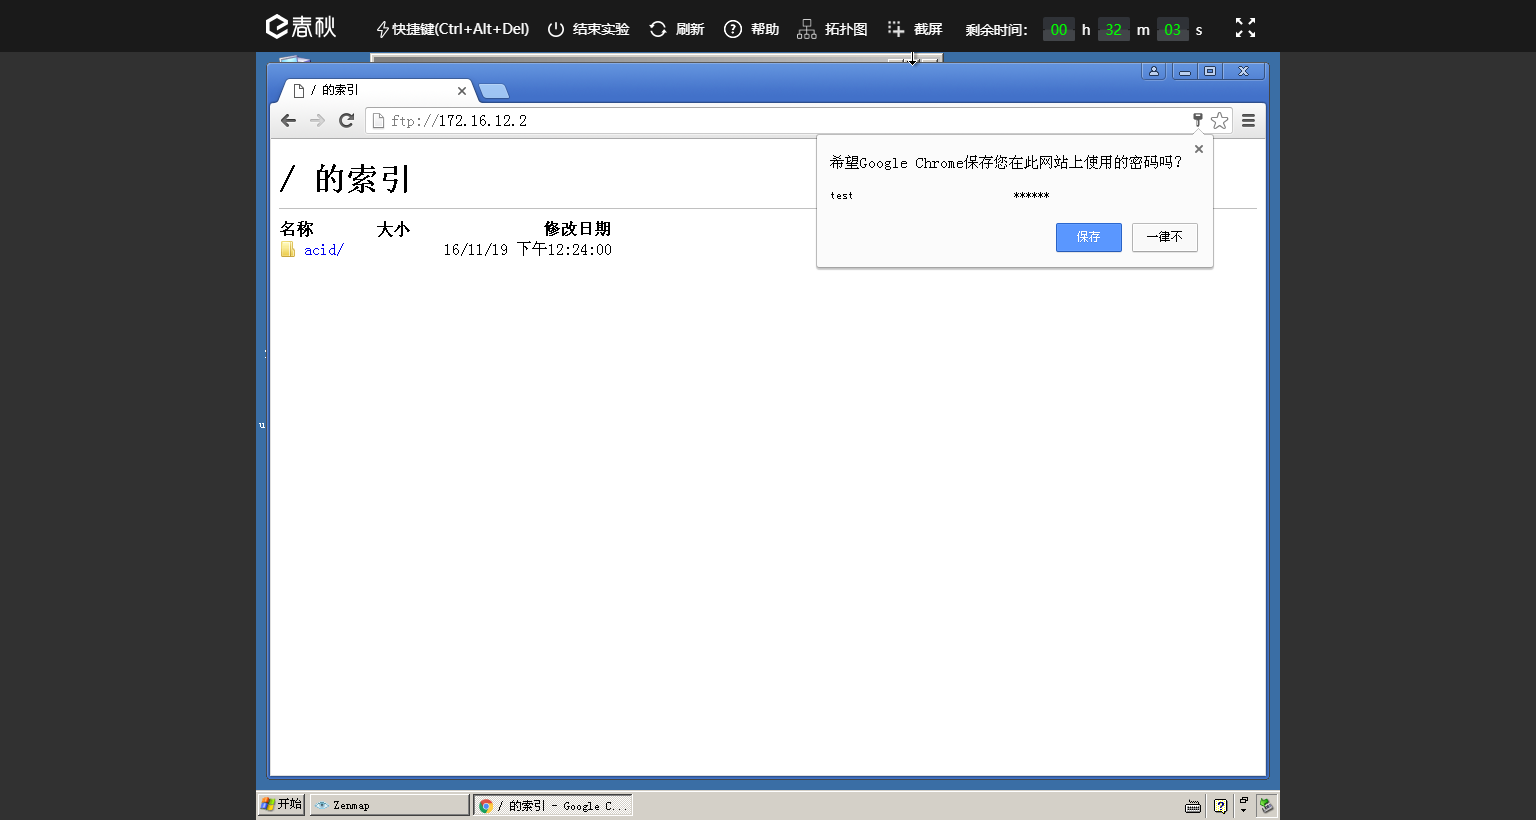 e春秋 快捷键(Ctrl+Alt+Del) 结束实验 刷新 帮助 拓扑图 截屏 剩余时间: 00 h 32 m 03 s
/ 的索引
ftp://172.16.12.2
希望Google Chrome保存您在此网站上使用的密码吗?
test ******
保存 一律不
/ 的索引
名称 大小 修改日期
acid/ 16/11/19 下午12:24:00
u
开始 Zenmap / 的索引 - Google C...